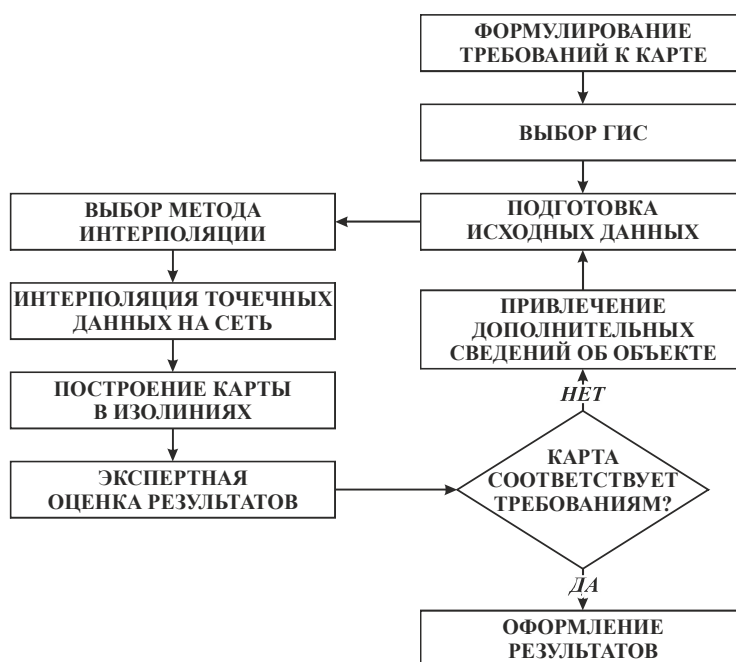 ФОРМУЛИРОВАНИЕ
ТРЕБОВАНИЙ К КАРТЕ
ВЫБОР ГИС
ПОДГОТОВКА
ИСХОДНЫХ ДАННЫХ
ВЫБОР МЕТОДА
ИНТЕРПОЛЯЦИИ
ИНТЕРПОЛЯЦИЯ ТОЧЕЧНЫХ
ДАННЫХ НА СЕТЬ
ПОСТРОЕНИЕ КАРТЫ
В ИЗОЛИНИЯХ
ЭКСПЕРТНАЯ
ОЦЕНКА РЕЗУЛЬТАТОВ
КАРТА
СООТВЕТСТВУЕТ
ТРЕБОВАНИЯМ?
НЕТ
ПРИВЛЕЧЕНИЕ
ДОПОЛНИТЕЛЬНЫХ
СВЕДЕНИЙ ОБ ОБЪЕКТЕ
ДА
ОФОРМЛЕНИЕ
РЕЗУЛЬТАТОВ